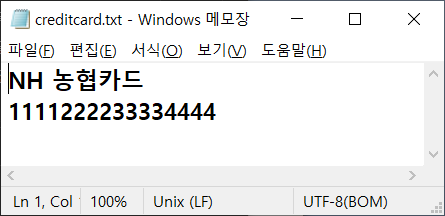 creditcard.txt - Windows 메모장
파일(F) 편집(E) 서식(O) 보기(V) 도움말(H)
NH 농협카드
1111222233334444
Ln 1, Col 100% Unix (LF) UTF-8(BOM)